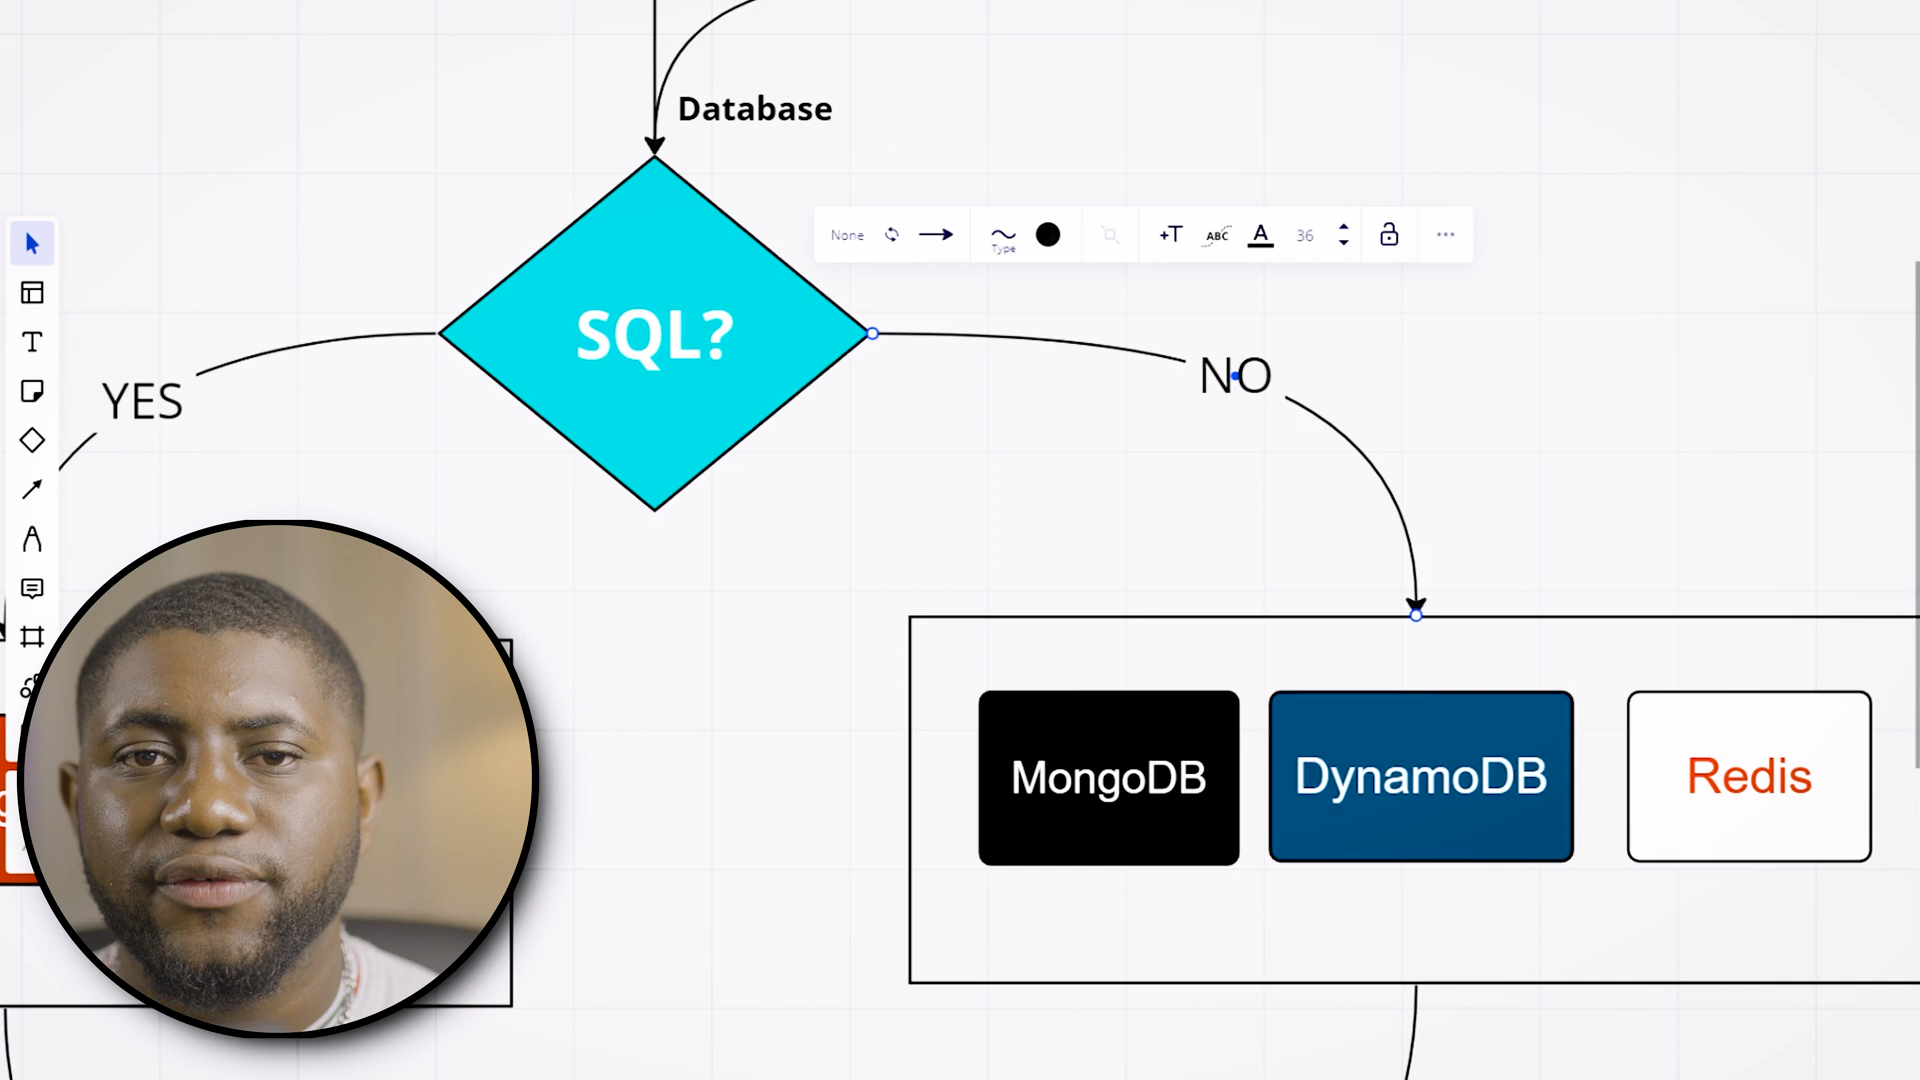 Database
None
Type
+T
ABC
A
36
SQL?
YES
NO
MongoDB
DynamoDB
Redis